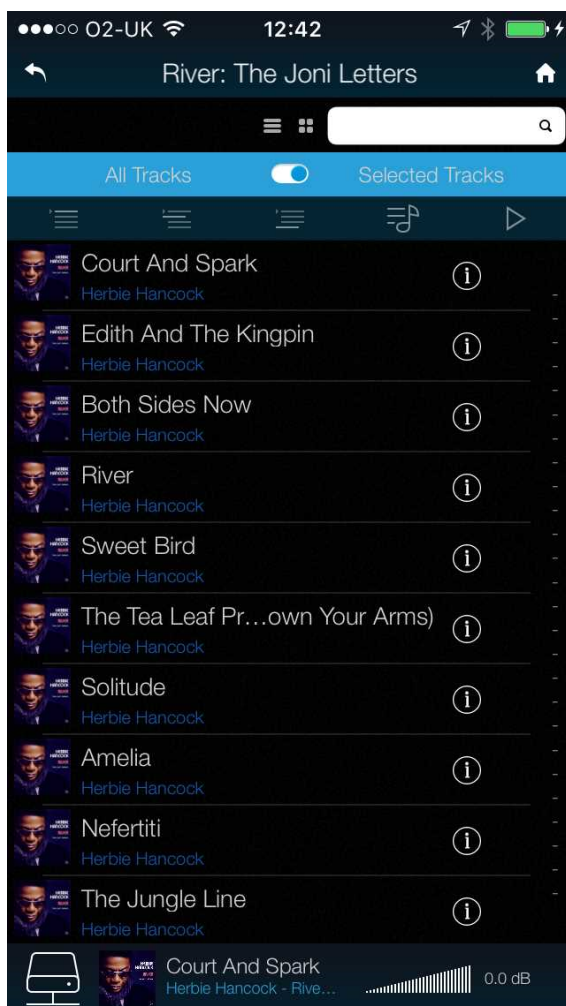 ●●●○○ O2-UK 12:42
River: The Joni Letters
All Tracks Selected Tracks
Court And Spark
Herbie Hancock
Edith And The Kingpin
Herbie Hancock
Both Sides Now
Herbie Hancock
River
Herbie Hancock
Sweet Bird
Herbie Hancock
The Tea Leaf Pr...own Your Arms)
Herbie Hancock
Solitude
Herbie Hancock
Amelia
Herbie Hancock
Nefertiti
Herbie Hancock
The Jungle Line
Herbie Hancock
Court And Spark
Herbie Hancock - Rive...
0.0 dB